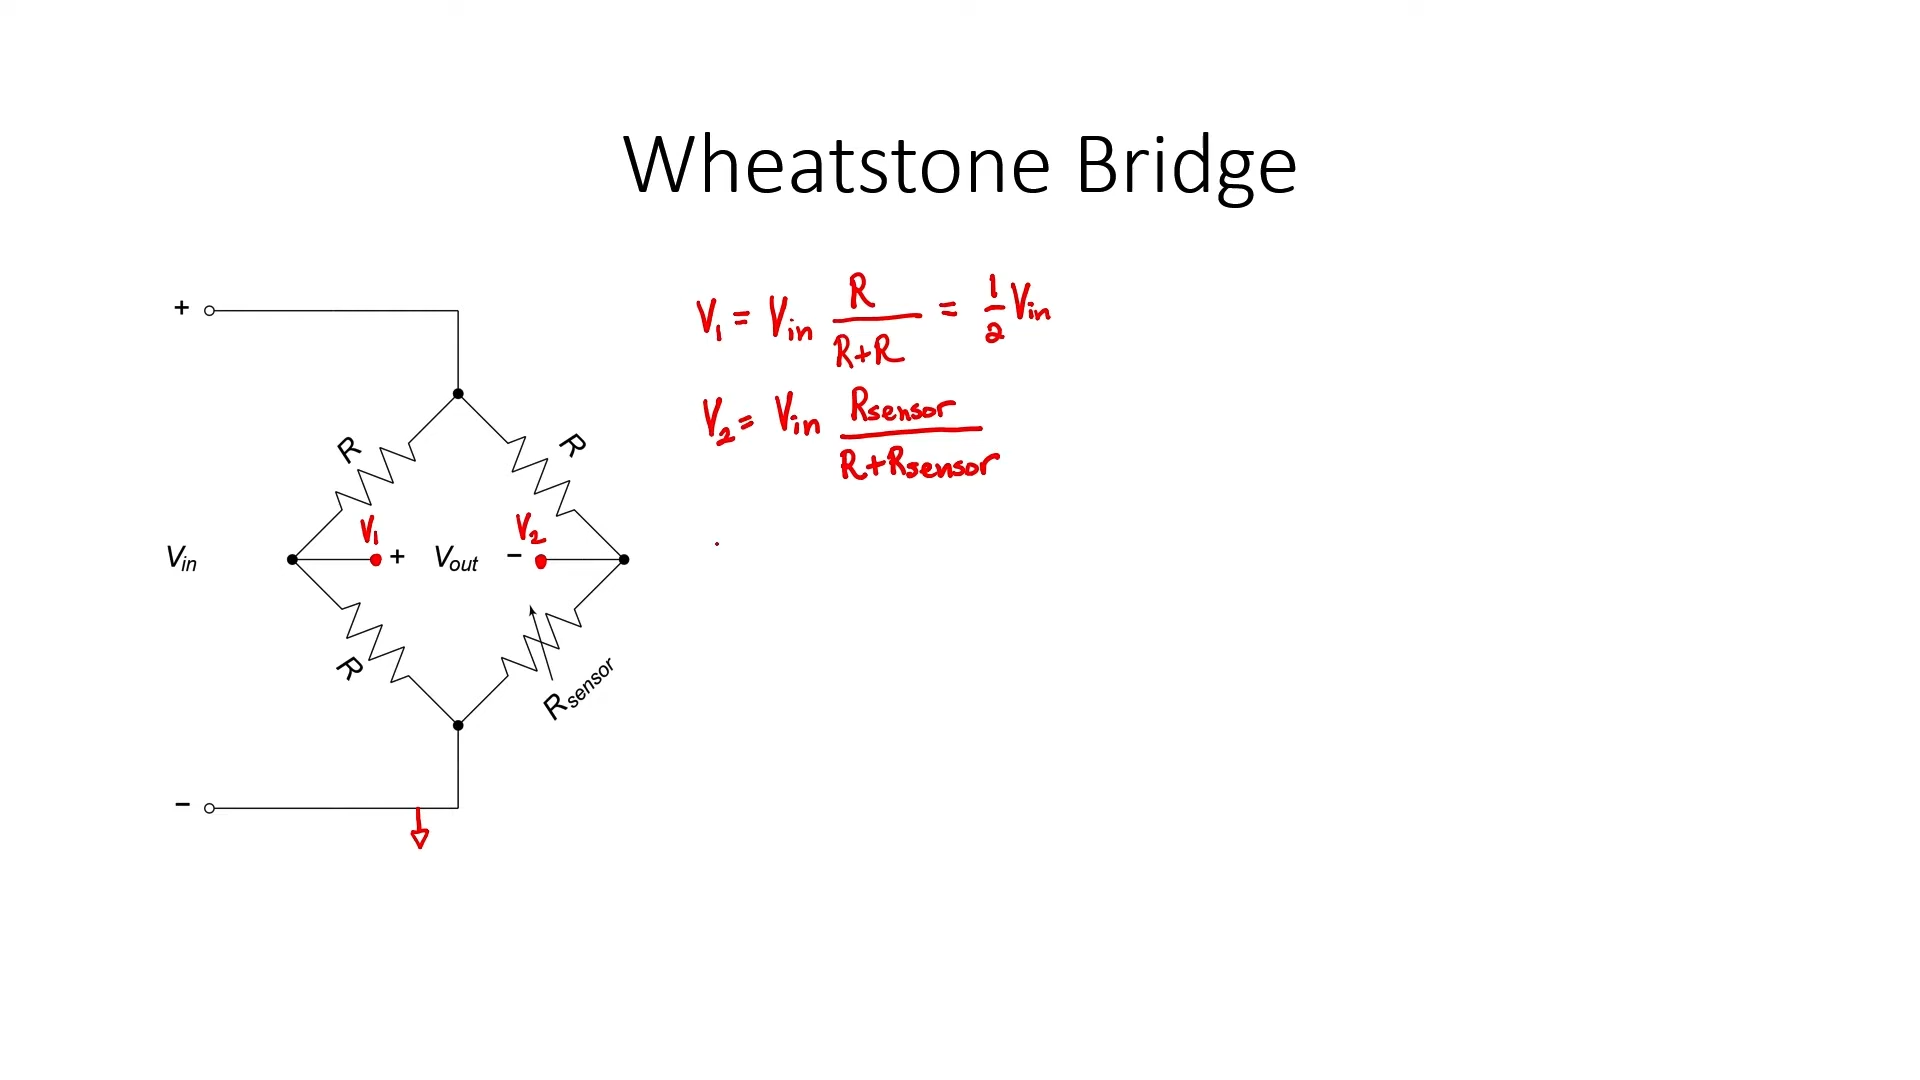 Wheatstone Bridge
+
R
R
V1
V2
Vin
+
Vout
−
R
Rsensor
−
V1 = Vin R/(R+R) = 1/2 Vin
V2 = Vin Rsensor/(R+Rsensor)